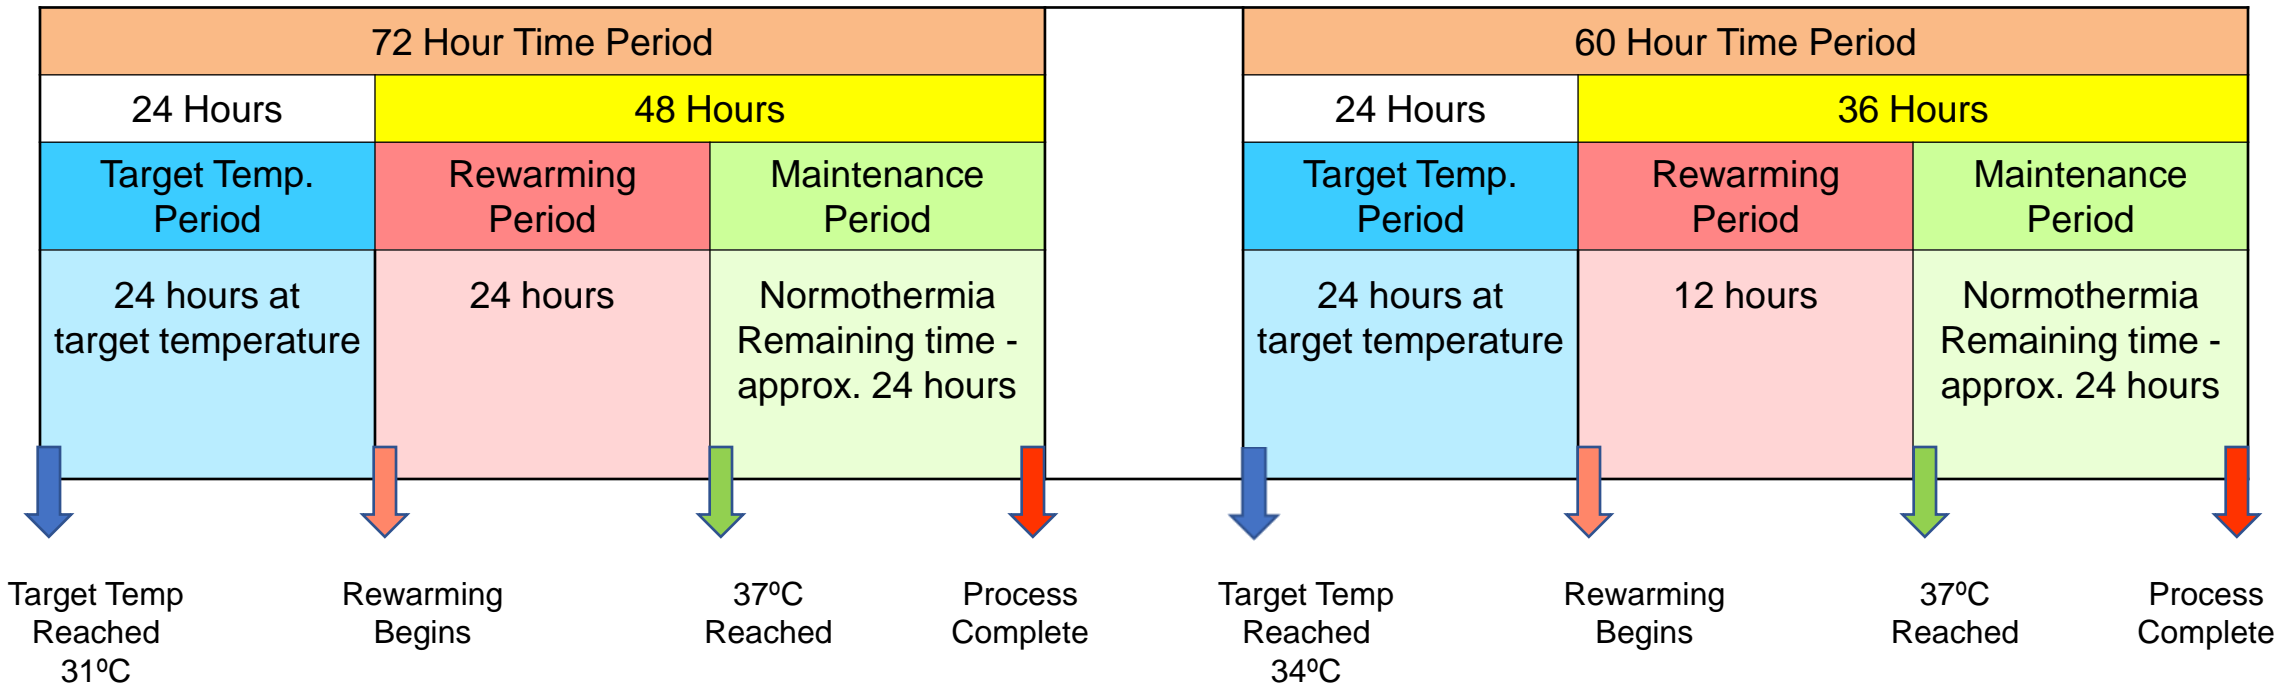 72 Hour Time Period
24 Hours
48 Hours
Target Temp.
Period
Rewarming
Period
Maintenance
Period
24 hours at
target temperature
24 hours
Normothermia
Remaining time -
approx. 24 hours
Target Temp
Reached
31ºC
Rewarming
Begins
37ºC
Reached
Process
Complete
60 Hour Time Period
24 Hours
36 Hours
Target Temp.
Period
Rewarming
Period
Maintenance
Period
24 hours at
target temperature
12 hours
Normothermia
Remaining time -
approx. 24 hours
Target Temp
Reached
34ºC
Rewarming
Begins
37ºC
Reached
Process
Complete